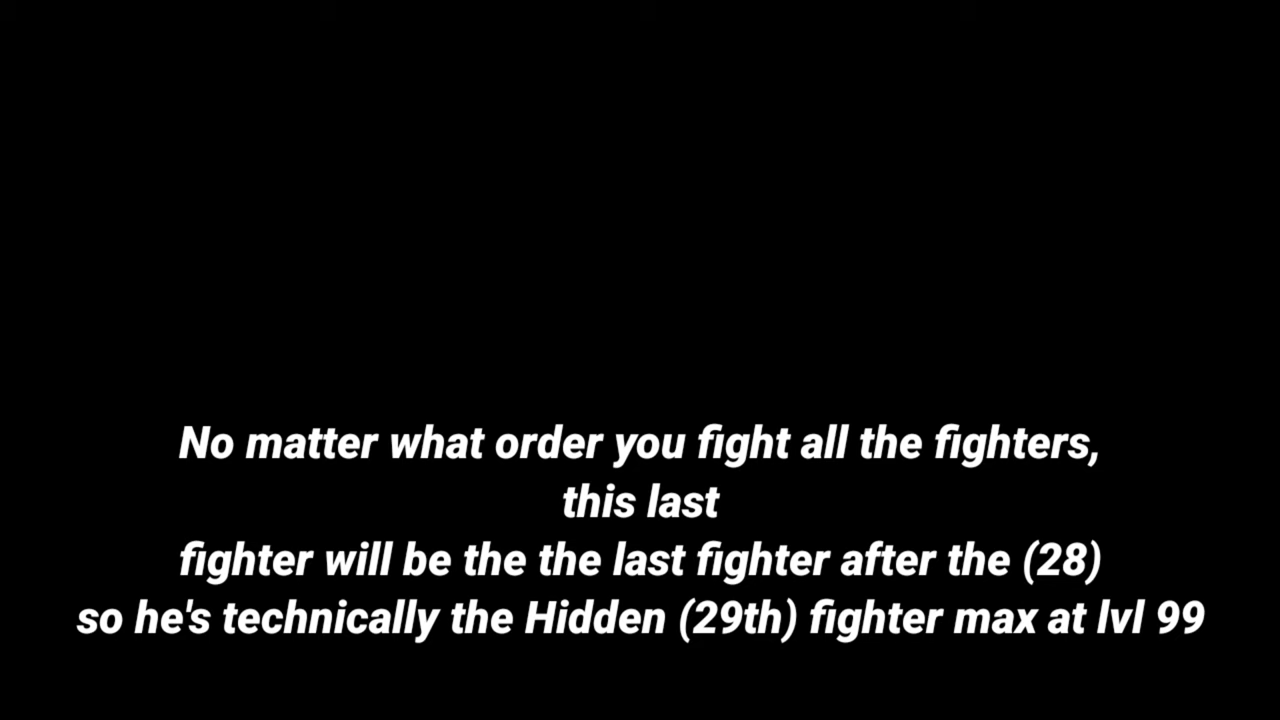 No matter what order you fight all the fighters,
this last
fighter will be the the last fighter after the (28)
so he's technically the Hidden (29th) fighter max at lvl 99